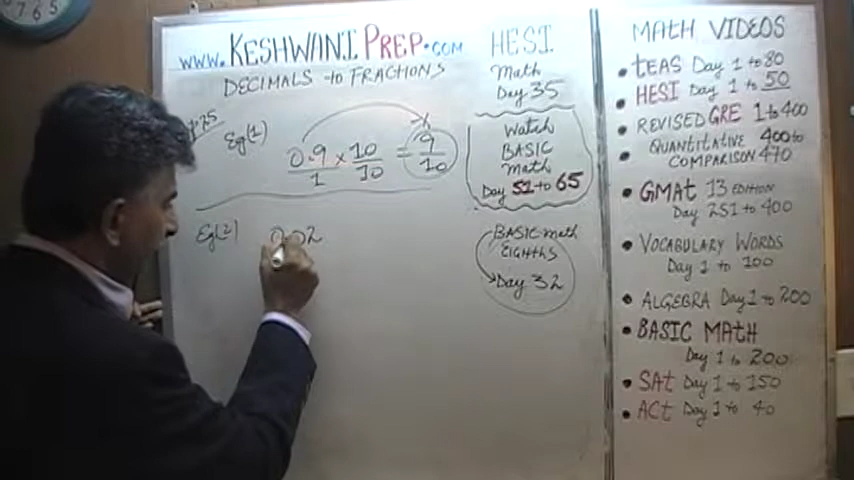 7 6 5
www.KESHWANI PREP.COM
DECIMALS to FRACTIONS
Eg(1)
0.9/1 x 10/10 = 9/10
Eg(2) 0.02
HESI
Math
Day 35
Watch
BASIC
Math
Day 51 to 65
BASIC math
EIGHTHS
Day 32
MATH VIDEOS
• TEAS Day 1 to 80
• HESI Day 1 to 50
• REVISED GRE 1 to 400
• QUANTITATIVE 400 to
COMPARISON 470
• GMAT 13 EDITION
Day 251 to 400
• VOCABULARY WORDS
Day 1 to 100
• ALGEBRA Day 1 to 200
• BASIC MATH
Day 1 to 200
• SAT Day 1 to 150
• ACT Day 1 to 40